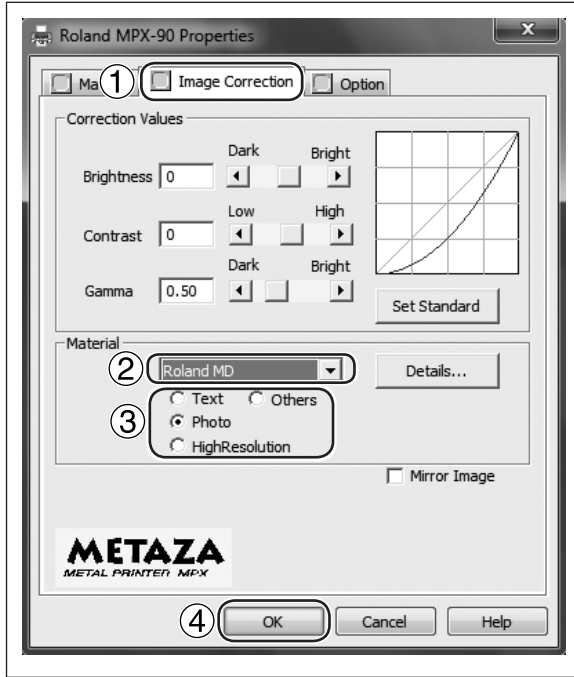 Roland MPX-90 Properties
Ma 1 Image Correction Option
Correction Values
Dark Bright
Brightness 0
Low High
Contrast 0
Dark Bright
Gamma 0.50
Set Standard
Material
2 Roland MD Details...
Text Others
3 Photo
HighResolution
Mirror Image
METAZA
METAL PRINTER MPX
4 OK Cancel Help